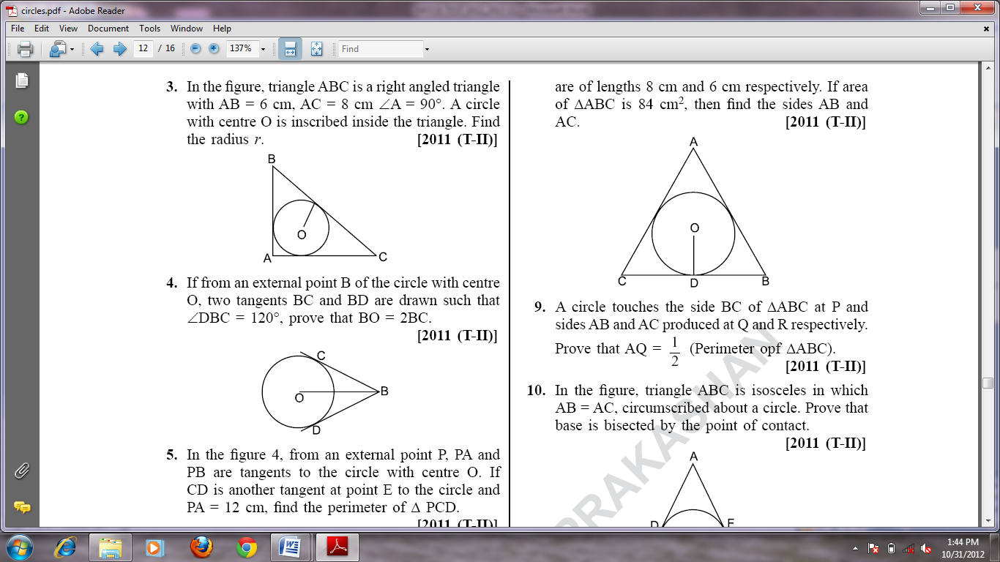 circles.pdf - Adobe Reader
File Edit View Document Tools Window Help
12 / 16 137% Find
3. In the figure, triangle ABC is a right angled triangle
with AB = 6 cm, AC = 8 cm ∠A = 90°. A circle
with centre O is inscribed inside the triangle. Find
the radius r. [2011 (T-II)]
B
O
A
C
4. If from an external point B of the circle with centre
O, two tangents BC and BD are drawn such that
∠DBC = 120°, prove that BO = 2BC.
[2011 (T-II)]
C
O
B
D
5. In the figure 4, from an external point P, PA and
PB are tangents to the circle with centre O. If
CD is another tangent at point E to the circle and
PA = 12 cm, find the perimeter of Δ PCD.
[2011 (T-II)]
are of lengths 8 cm and 6 cm respectively. If area
of ΔABC is 84 cm², then find the sides AB and
AC. [2011 (T-II)]
A
O
C D B
9. A circle touches the side BC of ΔABC at P and
sides AB and AC produced at Q and R respectively.
Prove that AQ = 1/2 (Perimeter opf ΔABC).
[2011 (T-II)]
10. In the figure, triangle ABC is isosceles in which
AB = AC, circumscribed about a circle. Prove that
base is bisected by the point of contact.
[2011 (T-II)]
A
D
PRAKASHAN
1:44 PM
10/31/2012